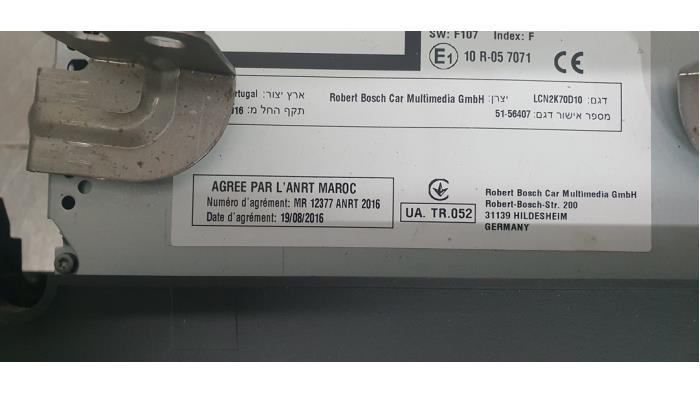 SW: F107 Index: F
E1 10 R-05 7071 CE
דגם: LCN2K70D10 יצרן: Robert Bosch Car Multimedia GmbH ארץ יצור:
מספר אישור דגם: 51-56407 תקף החל מ:
AGREE PAR L'ANRT MAROC
Numéro d'agrément: MR 12377 ANRT 2016
Date d'agrément: 19/08/2016
UA. TR.052
Robert Bosch Car Multimedia GmbH
Robert-Bosch-Str. 200
31139 HILDESHEIM
GERMANY